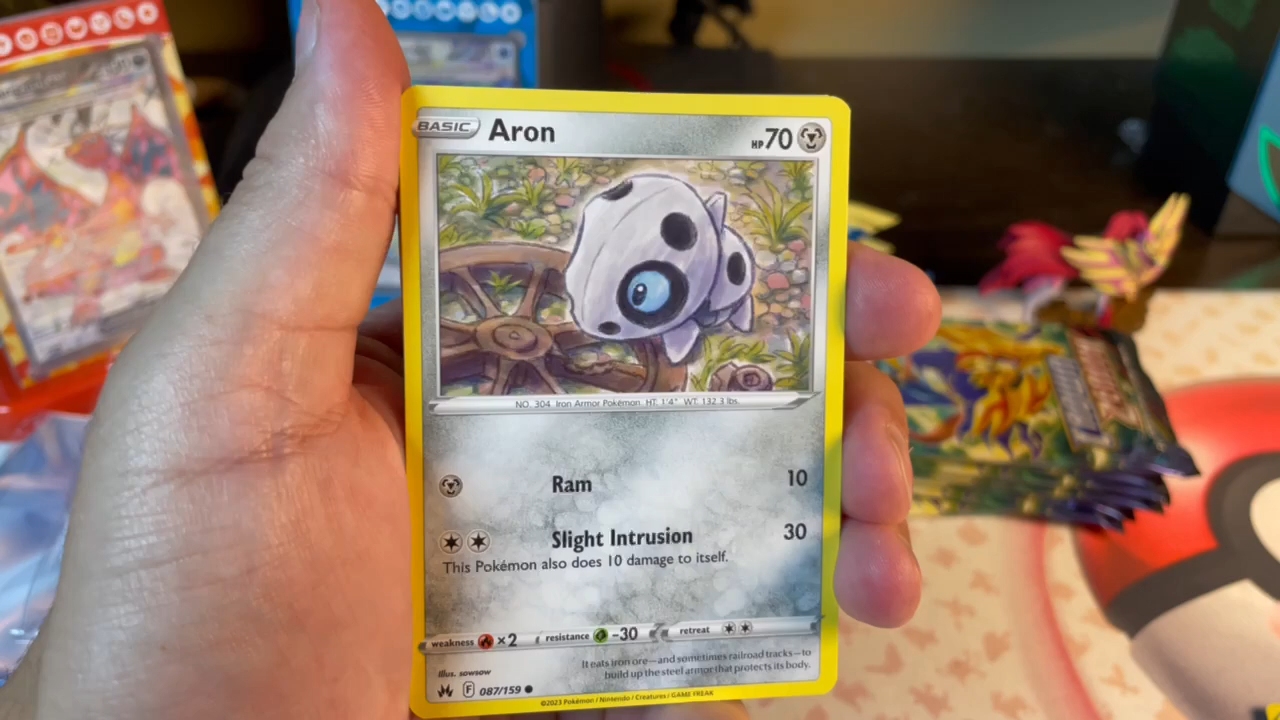 BASIC Aron HP 70
NO. 304 Iron Armor Pokémon HT: 1'4" WT: 132.3 lbs.
Ram 10
Slight Intrusion 30
This Pokémon also does 10 damage to itself.
weakness ×2 resistance -30 retreat
Illus. sowsow
It eats iron ore—and sometimes railroad tracks—to
build up the steel armor that protects its body.
F 087/159
©2023 Pokémon / Nintendo / Creatures / GAME FREAK